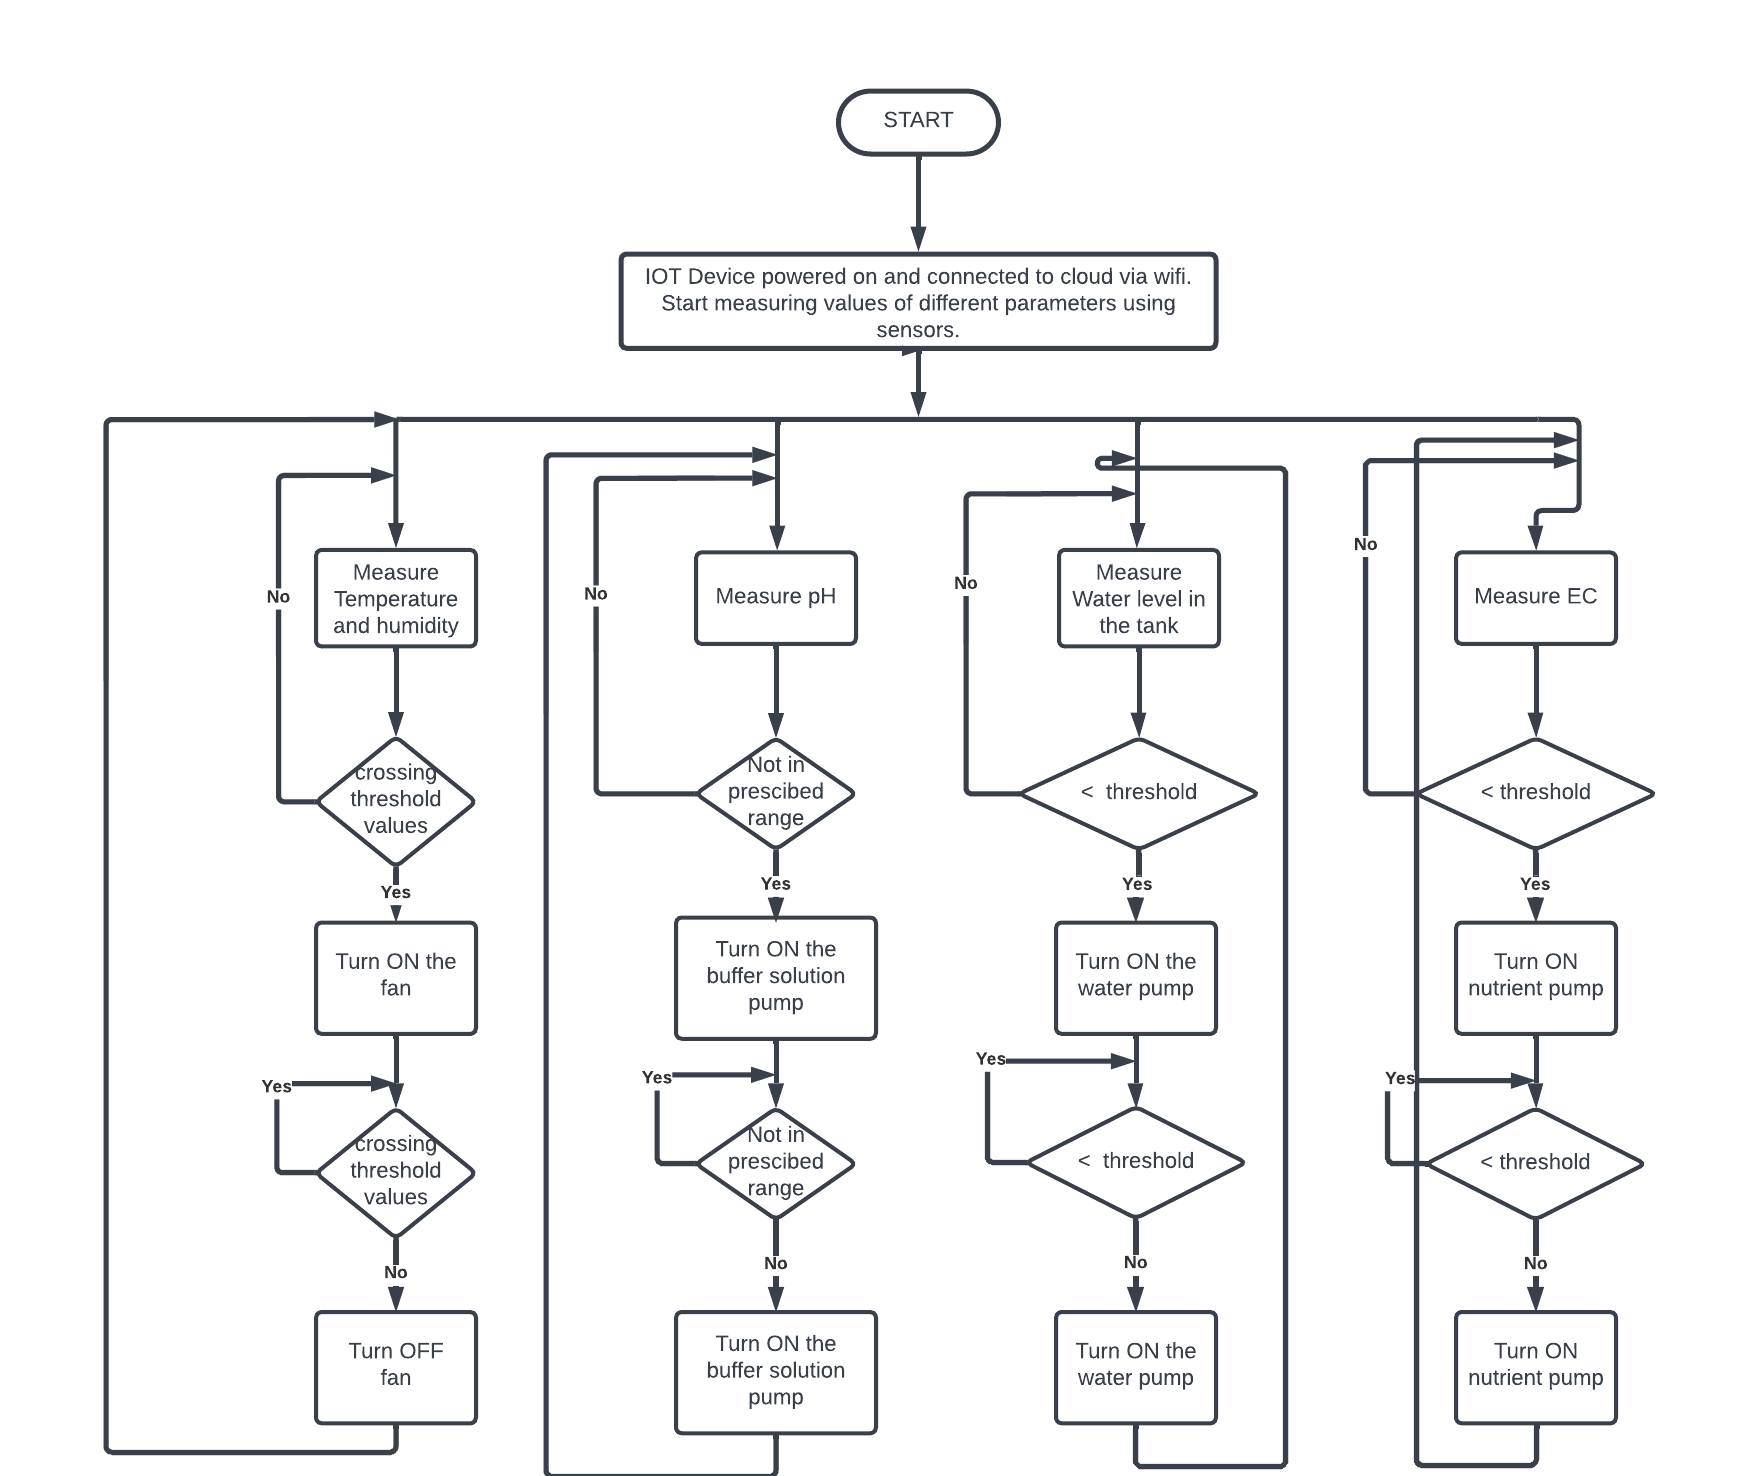 START
IOT Device powered on and connected to cloud via wifi.
Start measuring values of different parameters using
sensors.
No
Measure
Temperature
and humidity
crossing
threshold
values
Yes
Turn ON the
fan
Yes
crossing
threshold
values
No
Turn OFF
fan
No
Measure pH
Not in
prescibed
range
Yes
Turn ON the
buffer solution
pump
Yes
Not in
prescibed
range
No
Turn ON the
buffer solution
pump
No
Measure
Water level in
the tank
< threshold
Yes
Turn ON the
water pump
Yes
< threshold
No
Turn ON the
water pump
No
Measure EC
< threshold
Yes
Turn ON
nutrient pump
Yes
< threshold
No
Turn ON
nutrient pump